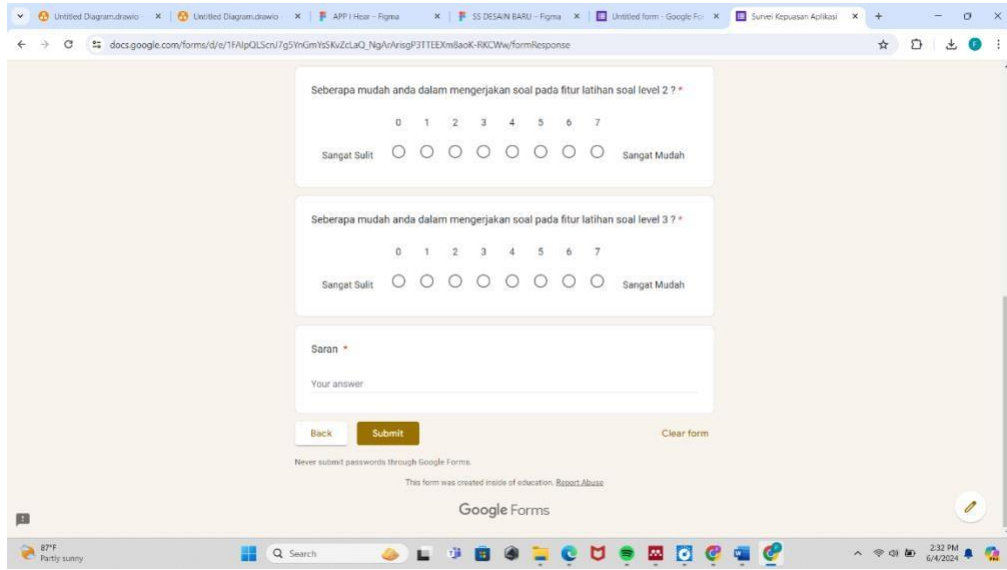 Untitled Diagram.drawio
Untitled Diagram.drawio
APP I Hear – Figma
SS DESAIN BARU – Figma
Untitled form - Google Fo
Survei Kepuasan Aplikasi
Seberapa mudah anda dalam mengerjakan soal pada fitur latihan soal level 2 ? *
0 1 2 3 4 5 6 7
Sangat Sulit Sangat Mudah
Seberapa mudah anda dalam mengerjakan soal pada fitur latihan soal level 3 ? *
0 1 2 3 4 5 6 7
Sangat Sulit Sangat Mudah
Saran *
Your answer
Back Submit Clear form
Never submit passwords through Google Forms.
This form was created inside of education. Report Abuse
Google Forms
87°F
Partly sunny
Search
2:32 PM
6/4/2024